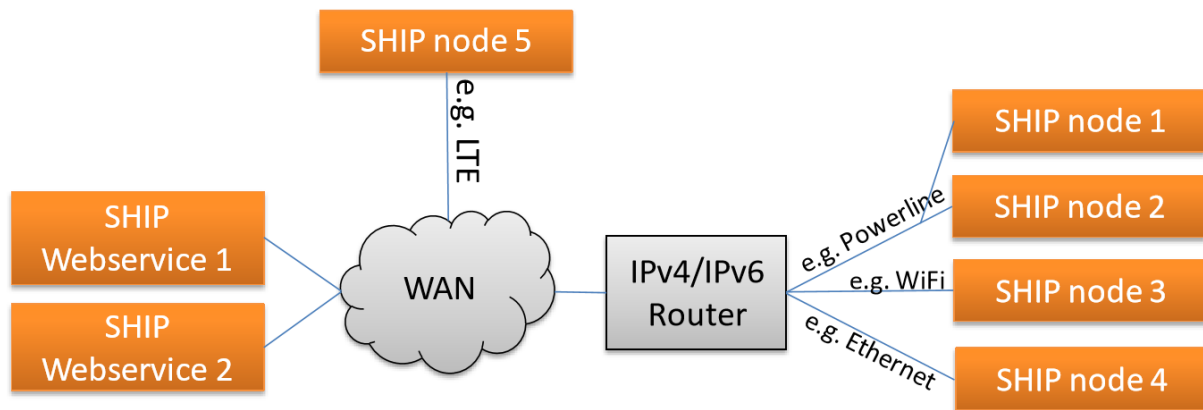 SHIP node 5
e.g. LTE
SHIP
Webservice 1
SHIP
Webservice 2
WAN
IPv4/IPv6
Router
e.g. Powerline
e.g. WiFi
e.g. Ethernet
SHIP node 1
SHIP node 2
SHIP node 3
SHIP node 4